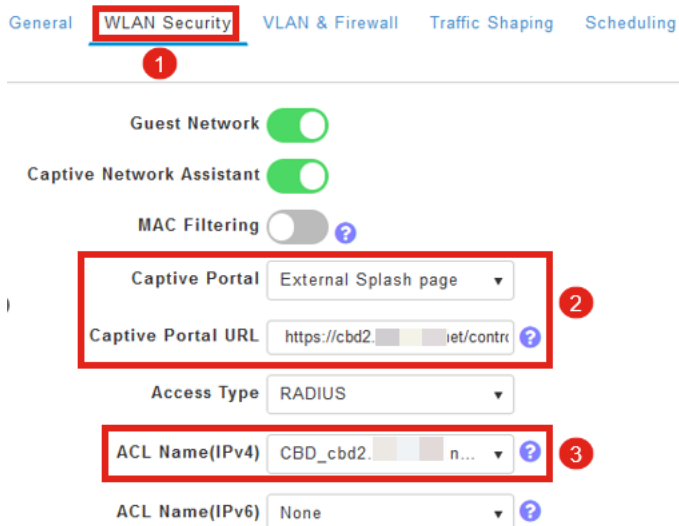 General WLAN Security VLAN & Firewall Traffic Shaping Scheduling
1
Guest Network
Captive Network Assistant
MAC Filtering ?
Captive Portal External Splash page
2
Captive Portal URL https://cbd2. et/contro ?
Access Type RADIUS
ACL Name(IPv4) CBD_cbd2. n... ? 3
ACL Name(IPv6) None ?